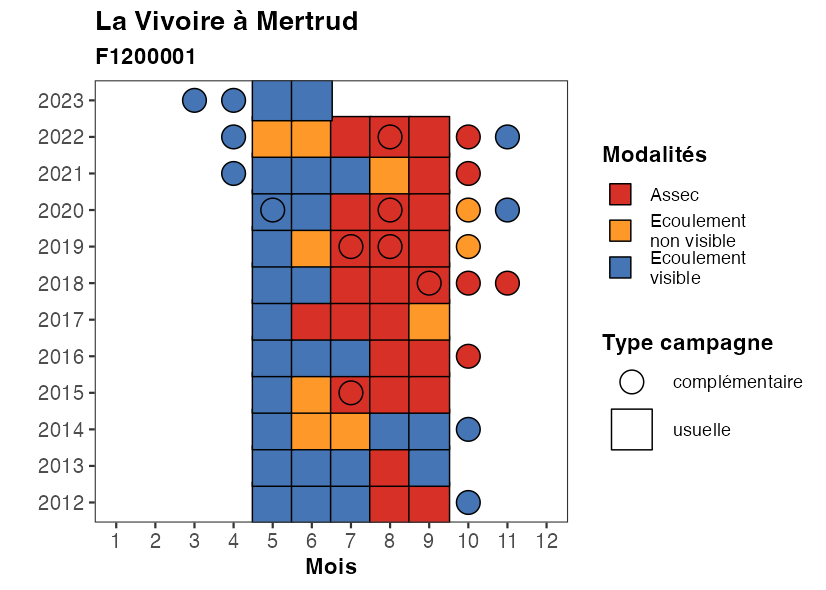 La Vivoire à Mertrud
F1200001
2023
2022
2021
2020
2019
2018
2017
2016
2015
2014
2013
2012
1 2 3 4 5 6 7 8 9 10 11 12
Mois
Modalités
Assec
Ecoulement
non visible
Ecoulement
visible
Type campagne
complémentaire
usuelle